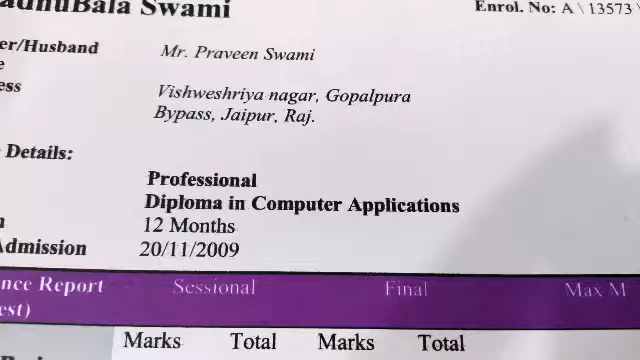 adhuBala Swami
Enrol. No: A \ 13573 \
er/Husband Mr. Praveen Swami
e
ess Vishweshriya nagar, Gopalpura
Bypass, Jaipur, Raj.
Details:
Professional
Diploma in Computer Applications
n 12 Months
Admission 20/11/2009
nce Report Sessional Final Max M
est)
Marks Total Marks Total